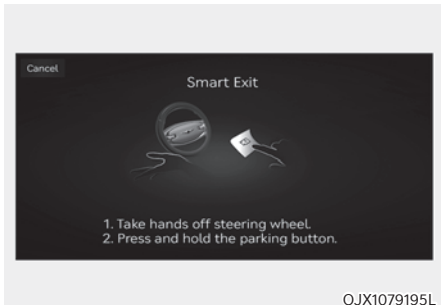 Cancel
Smart Exit
1. Take hands off steering wheel.
2. Press and hold the parking button.
OJX1079195L